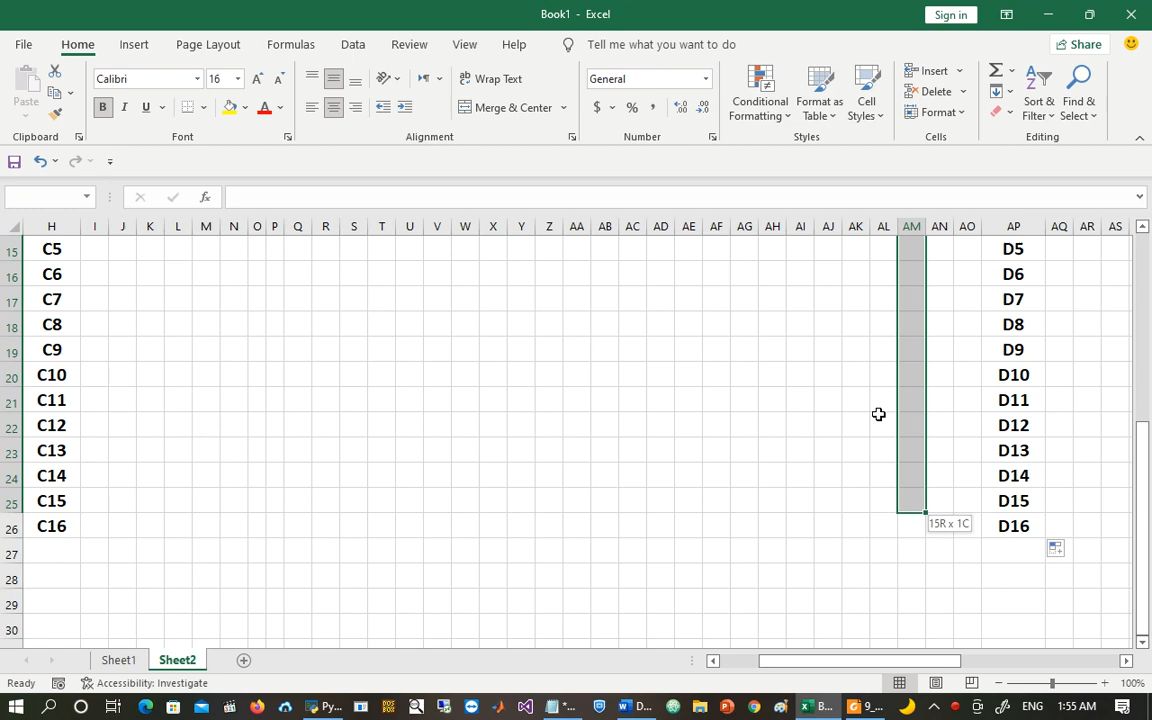 Book1 - Excel
Sign in
File Home Insert Page Layout Formulas Data Review View Help Tell me what you want to do Share
Paste
Calibri 16
B I U
A
Wrap Text
Merge & Center
General
$ % ,
Conditional Formatting
Format as Table
Cell Styles
Insert
Delete
Format
Sort & Filter
Find & Select
Clipboard Font Alignment Number Styles Cells Editing
fx
H I J K L M N O P Q R S T U V W X Y Z AA AB AC AD AE AF AG AH AI AJ AK AL AM AN AO AP AQ AR AS
15 C5 D5
16 C6 D6
17 C7 D7
18 C8 D8
19 C9 D9
20 C10 D10
21 C11 D11
22 C12 D12
23 C13 D13
24 C14 D14
25 C15 D15
15R x 1C
26 C16 D16
27
28
29
30
Sheet1 Sheet2
Ready Accessibility: Investigate 100%
Py... *... D... B... 9_... ENG 1:55 AM